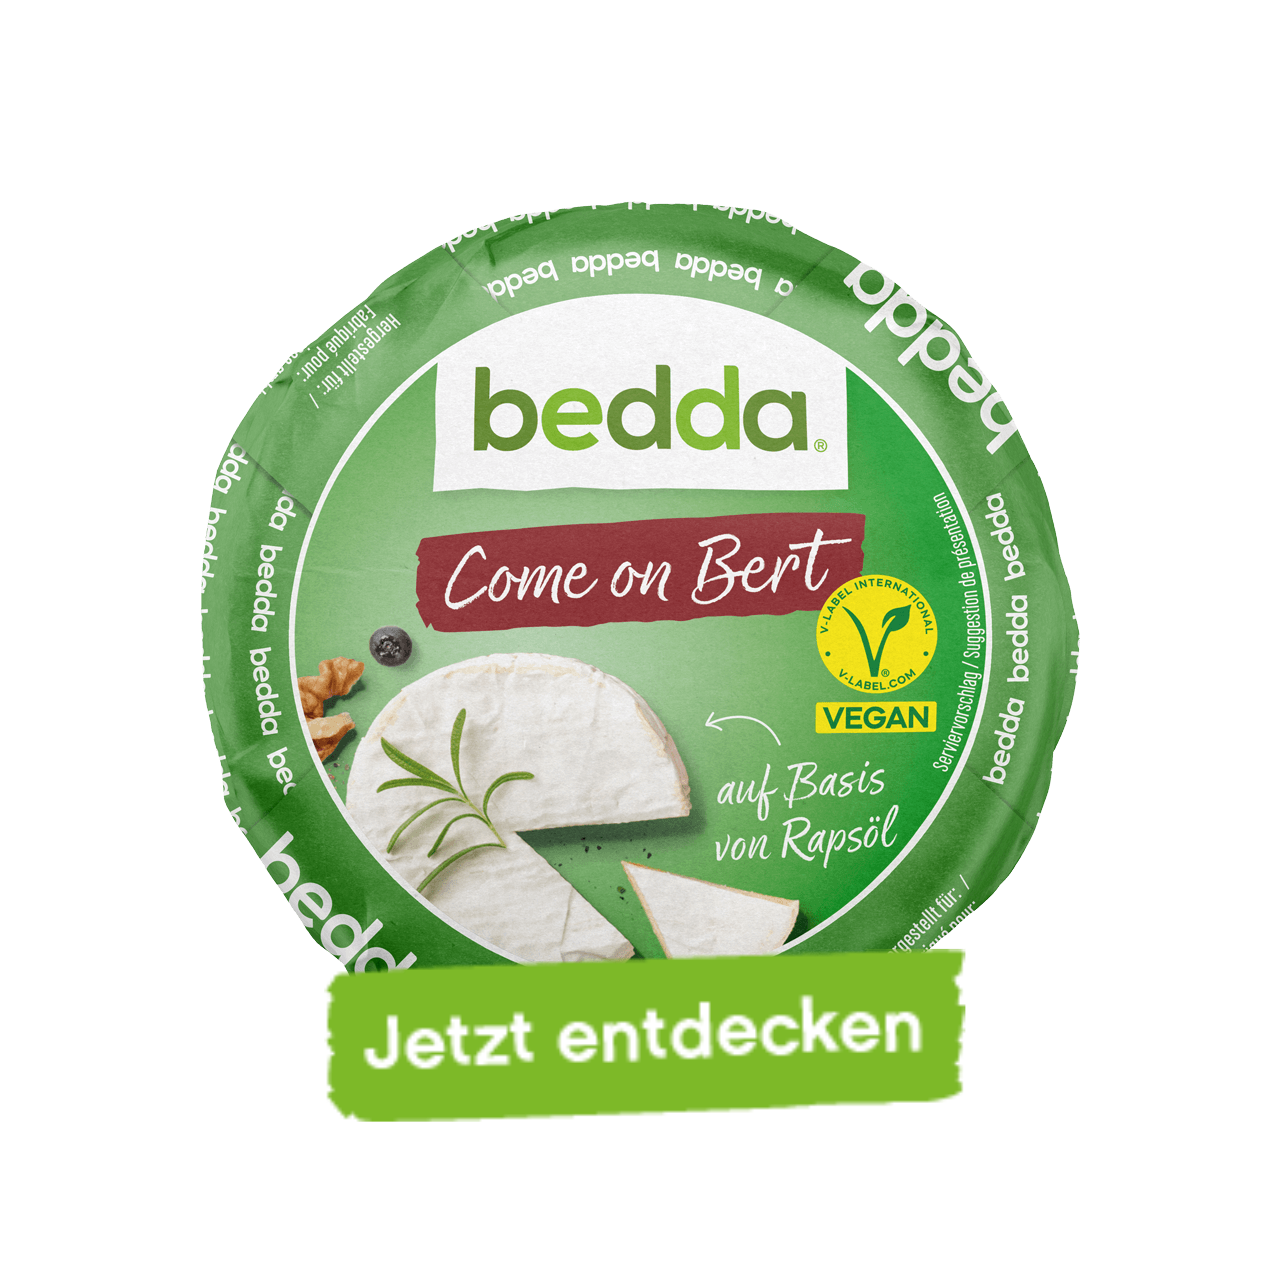 bedda bedda bedda
bedda
Hergestellt für: /
Fabriqué pour: /
bedda®
Come on Bert
V-LABEL INTERNATIONAL
V-LABEL.COM
®
VEGAN
Serviervorschlag / Suggestion de présentation
auf Basis
von Rapsöl
bedda bedda
bedda bedda bedda
Jetzt entdecken